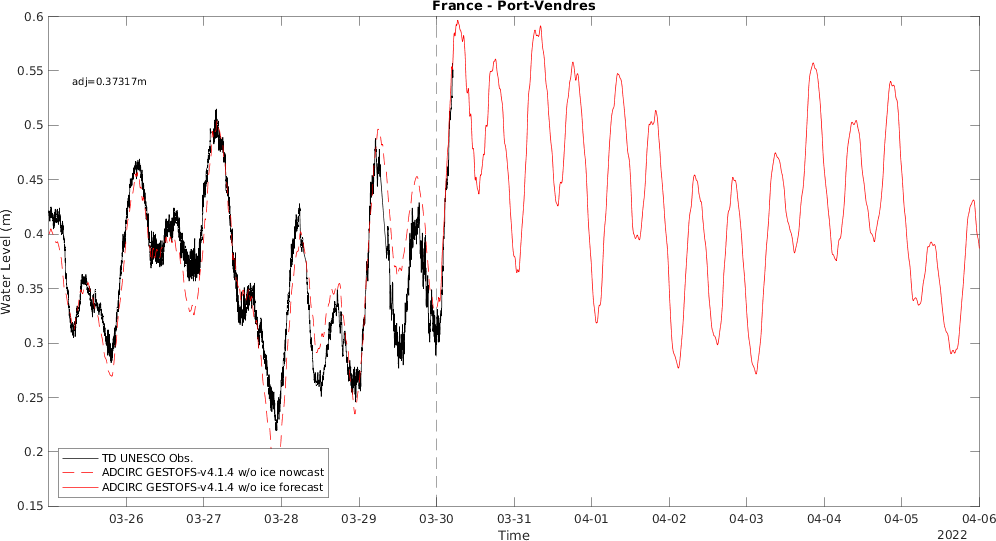 France - Port-Vendres
0.6
0.55
0.5
0.45
0.4
0.35
0.3
0.25
0.2
0.15
Water Level (m)
adj=0.37317m
TD UNESCO Obs.
ADCIRC GESTOFS-v4.1.4 w/o ice nowcast
ADCIRC GESTOFS-v4.1.4 w/o ice forecast
03-26 03-27 03-28 03-29 03-30 03-31 04-01 04-02 04-03 04-04 04-05 04-06
Time
2022